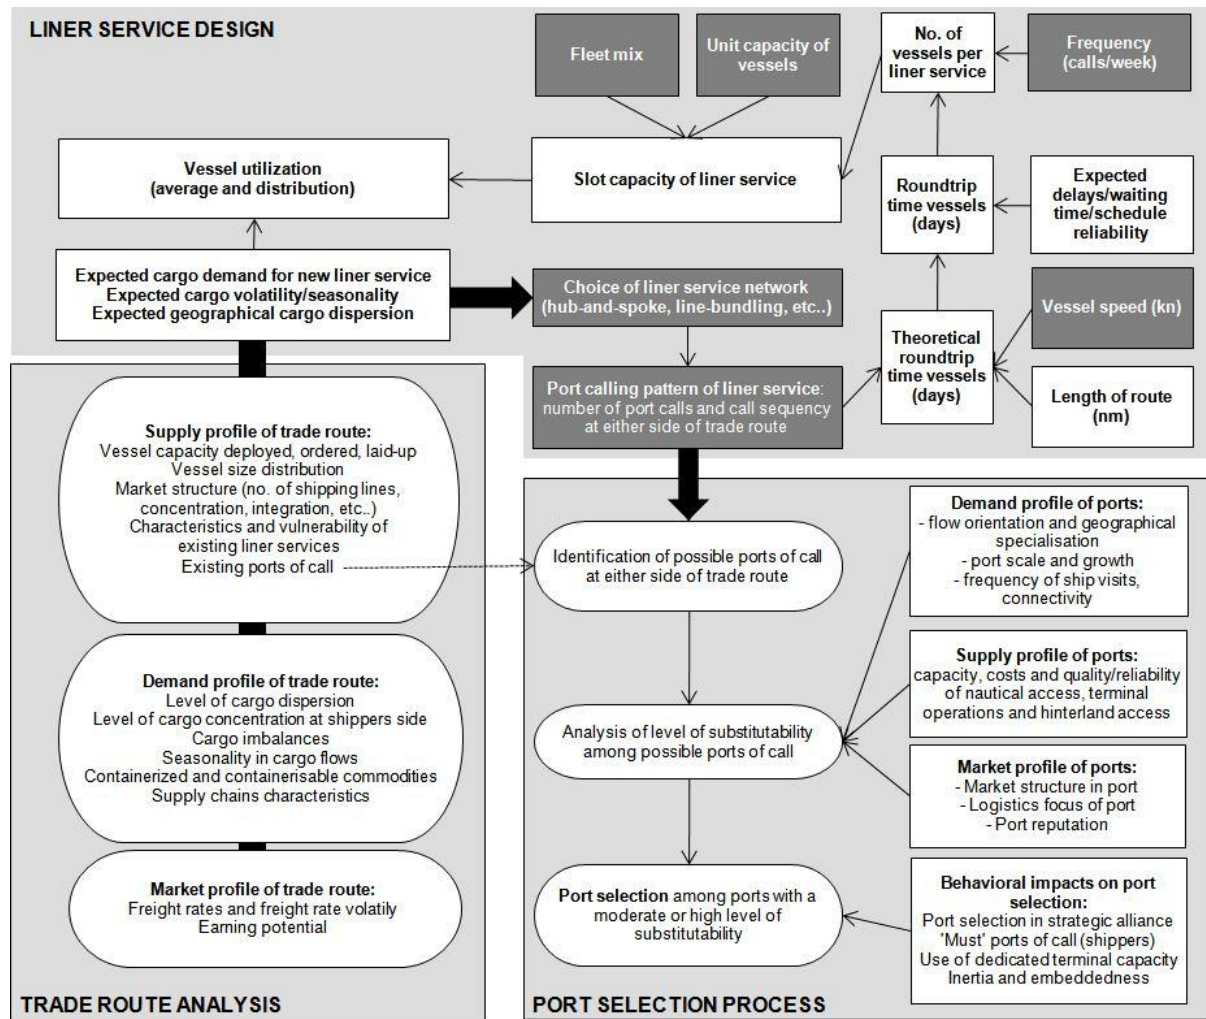 LINER SERVICE DESIGN
Fleet mix
Unit capacity of
vessels
No. of
vessels per
liner service
Frequency
(calls/week)
Vessel utilization
(average and distribution)
Slot capacity of liner service
Roundtrip
time vessels
(days)
Expected
delays/waiting
time/schedule
reliability
Expected cargo demand for new liner service
Expected cargo volatility/seasonality
Expected geographical cargo dispersion
Choice of liner service network
(hub-and-spoke, line-bundling, etc..)
Vessel speed (kn)
Theoretical
roundtrip
time vessels
(days)
Port calling pattern of liner service:
number of port calls and call sequency
at either side of trade route
Length of route
(nm)
Supply profile of trade route:
Vessel capacity deployed, ordered, laid-up
Vessel size distribution
Market structure (no. of shipping lines,
concentration, integration, etc..)
Characteristics and vulnerability of
existing liner services
Existing ports of call
Demand profile of trade route:
Level of cargo dispersion
Level of cargo concentration at shippers side
Cargo imbalances
Seasonality in cargo flows
Containerized and containerisable commodities
Supply chains characteristics
Market profile of trade route:
Freight rates and freight rate volatily
Earning potential
TRADE ROUTE ANALYSIS
Identification of possible ports of call
at either side of trade route
Analysis of level of substitutability
among possible ports of call
Port selection among ports with a
moderate or high level of
substitutability
Demand profile of ports:
- flow orientation and geographical
specialisation
- port scale and growth
- frequency of ship visits,
connectivity
Supply profile of ports:
capacity, costs and quality/reliability
of nautical access, terminal
operations and hinterland access
Market profile of ports:
- Market structure in port
- Logistics focus of port
- Port reputation
Behavioral impacts on port
selection:
Port selection in strategic alliance
'Must' ports of call (shippers)
Use of dedicated terminal capacity
Inertia and embeddedness
PORT SELECTION PROCESS